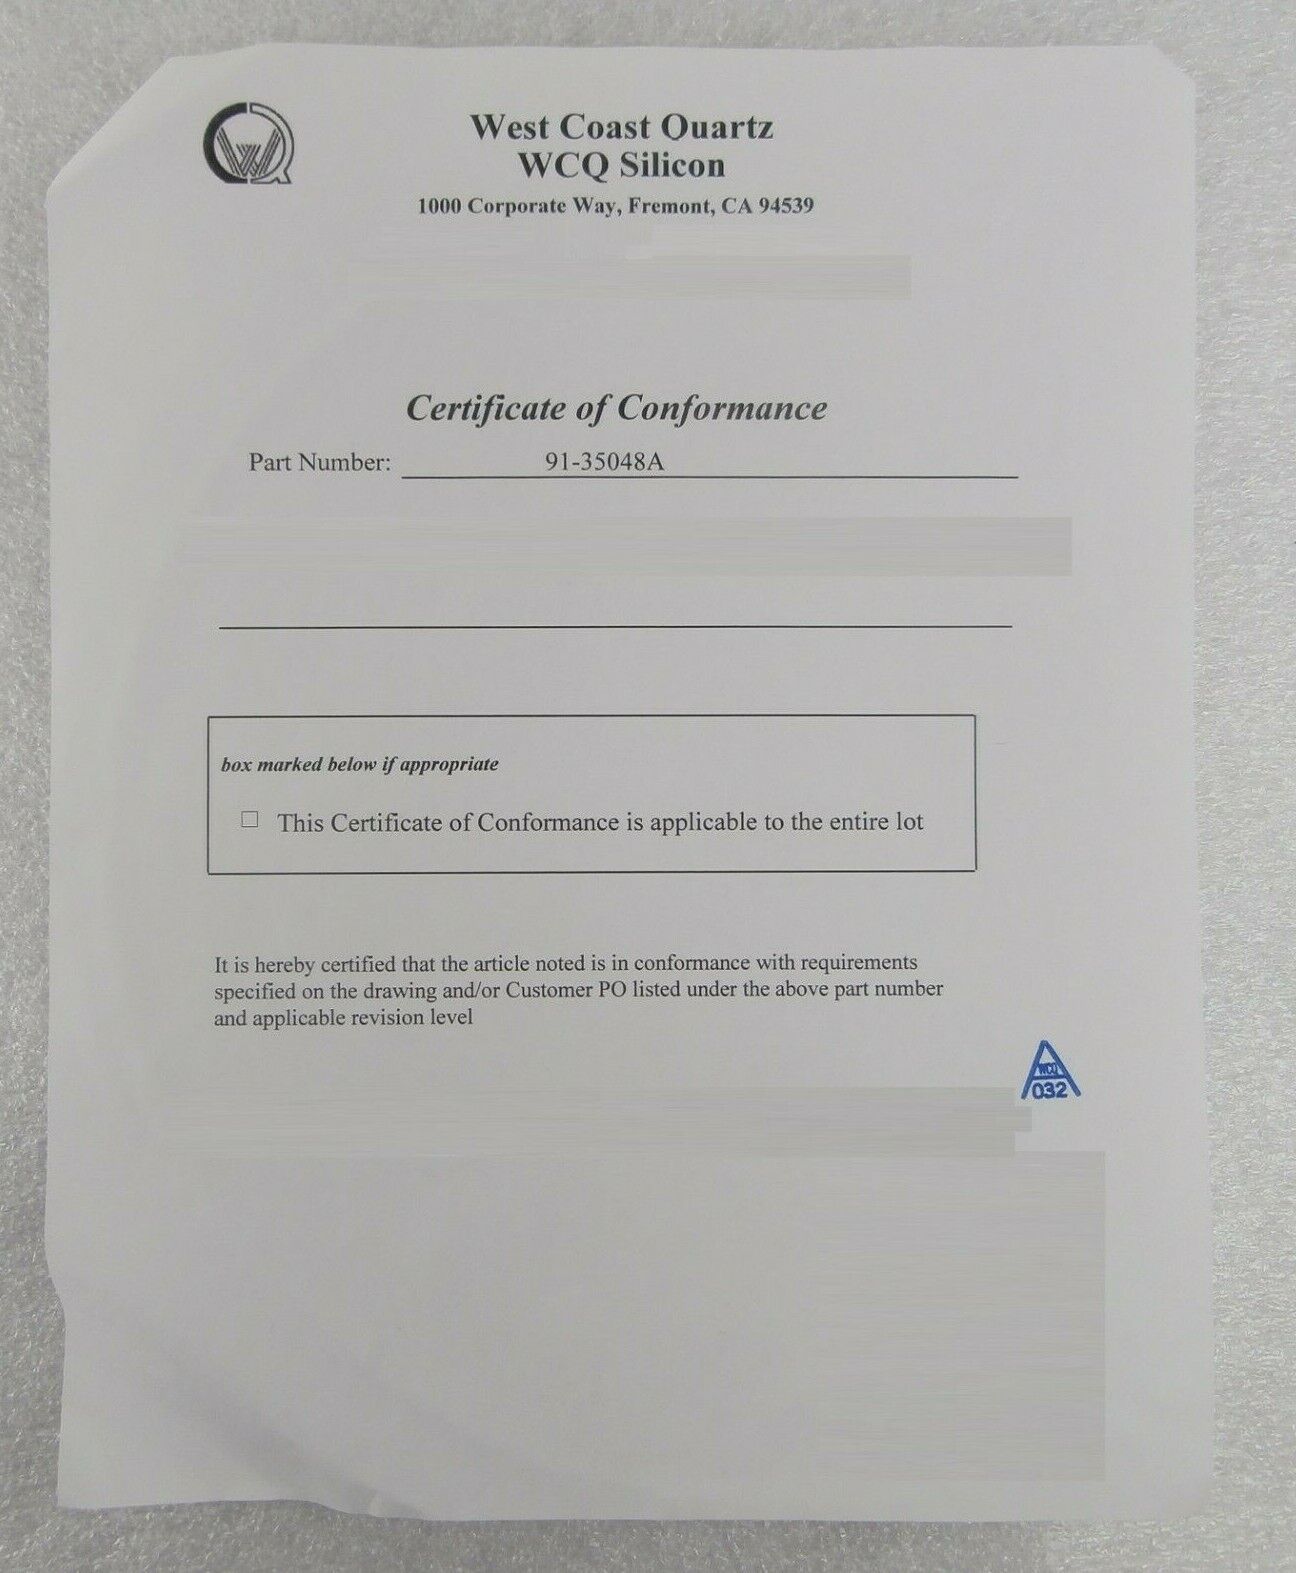 West Coast Quartz
WCQ Silicon
1000 Corporate Way, Fremont, CA 94539
Certificate of Conformance
Part Number: 91-35048A
box marked below if appropriate
☐ This Certificate of Conformance is applicable to the entire lot
It is hereby certified that the article noted is in conformance with requirements
specified on the drawing and/or Customer PO listed under the above part number
and applicable revision level
WCQ
032